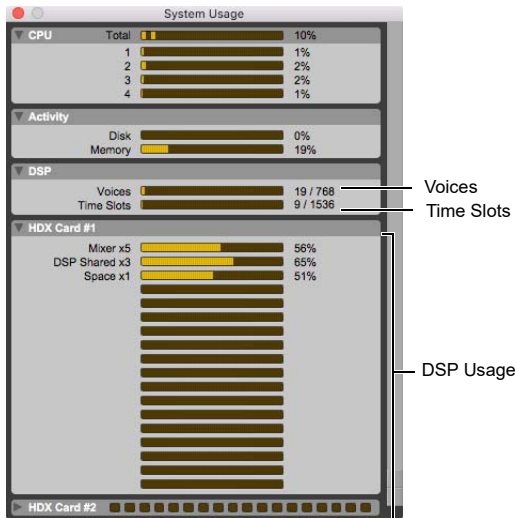 System Usage
CPU Total 10%
1 1%
2 2%
3 2%
4 1%
Activity
Disk 0%
Memory 19%
DSP
Voices 19 / 768 Voices
Time Slots 9 / 1536 Time Slots
HDX Card #1
Mixer x5 56%
DSP Shared x3 65%
Space x1 51%
DSP Usage
HDX Card #2